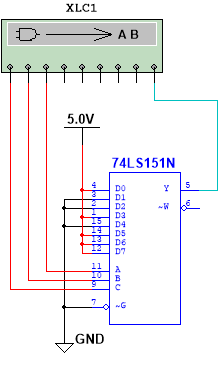 XLC1
A B
5.0V
74LS151N
4 D0 Y 5
3 D1
2 D2 ~W 6
1 D3
15 D4
14 D5
13 D6
12 D7
11 A
10 B
9 C
7 ~G
GND